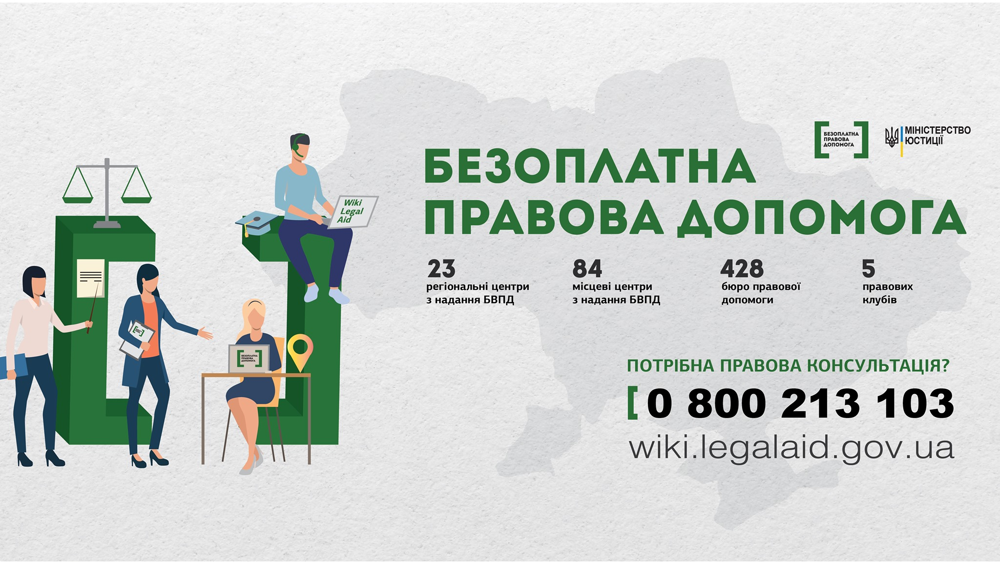 БЕЗОПЛАТНА
ПРАВОВА
ДОПОМОГА
МІНІСТЕРСТВО
ЮСТИЦІЇ
БЕЗОПЛАТНА
ПРАВОВА ДОПОМОГА
23
регіональні центри
з надання БВПД
84
місцеві центри
з надання БВПД
428
бюро правової
допомоги
5
правових
клубів
ПОТРІБНА ПРАВОВА КОНСУЛЬТАЦІЯ?
0 800 213 103
wiki.legalaid.gov.ua
Wiki
Legal
Aid
БЕЗОПЛАТНА
ПРАВОВА
ДОПОМОГА